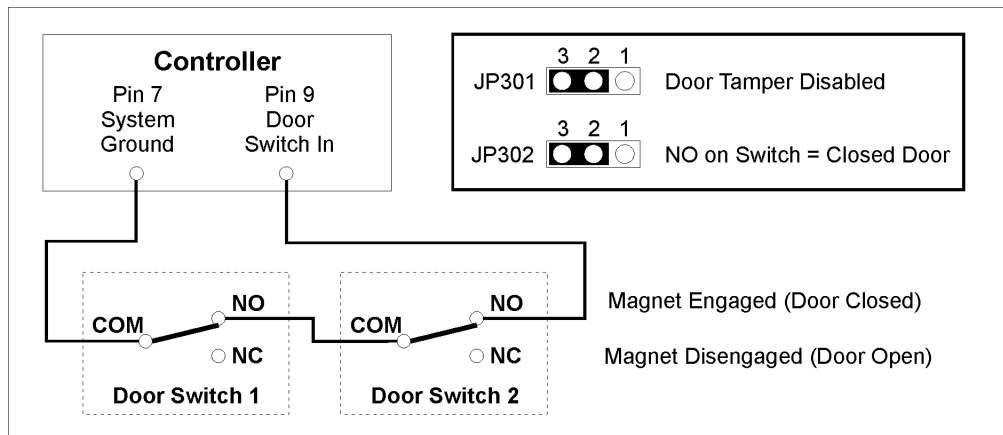 Controller
Pin 7
System
Ground
Pin 9
Door
Switch In
3 2 1
JP301
Door Tamper Disabled
3 2 1
JP302
NO on Switch = Closed Door
COM
NO
NC
Door Switch 1
COM
NO
NC
Door Switch 2
Magnet Engaged (Door Closed)
Magnet Disengaged (Door Open)